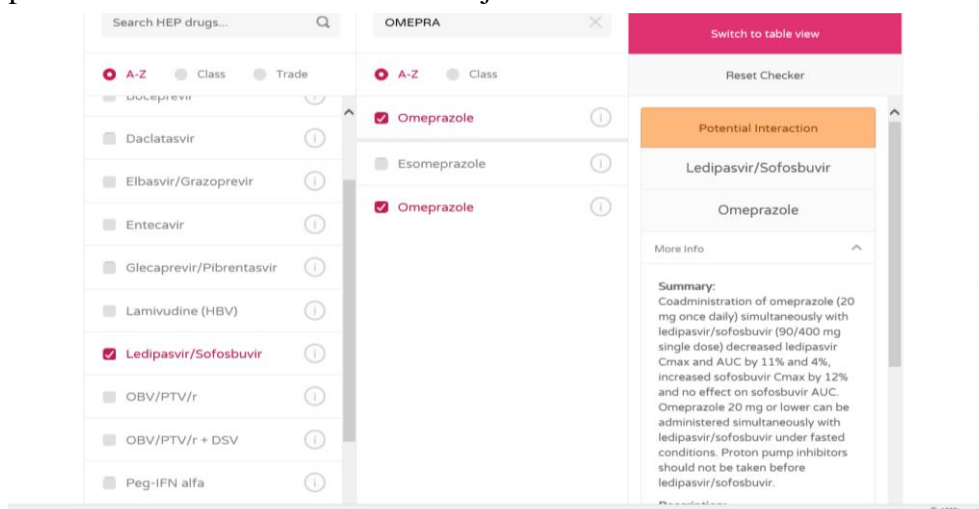 Search HEP drugs...
A-Z Class Trade
Boceprevir
Daclatasvir
Elbasvir/Grazoprevir
Entecavir
Glecaprevir/Pibrentasvir
Lamivudine (HBV)
Ledipasvir/Sofosbuvir
OBV/PTV/r
OBV/PTV/r + DSV
Peg-IFN alfa
OMEPRA
A-Z Class
Omeprazole
Esomeprazole
Omeprazole
Switch to table view
Reset Checker
Potential Interaction
Ledipasvir/Sofosbuvir
Omeprazole
More Info
Summary:
Coadministration of omeprazole (20
mg once daily) simultaneously with
ledipasvir/sofosbuvir (90/400 mg
single dose) decreased ledipasvir
Cmax and AUC by 11% and 4%,
increased sofosbuvir Cmax by 12%
and no effect on sofosbuvir AUC.
Omeprazole 20 mg or lower can be
administered simultaneously with
ledipasvir/sofosbuvir under fasted
conditions. Proton pump inhibitors
should not be taken before
ledipasvir/sofosbuvir.
Description: